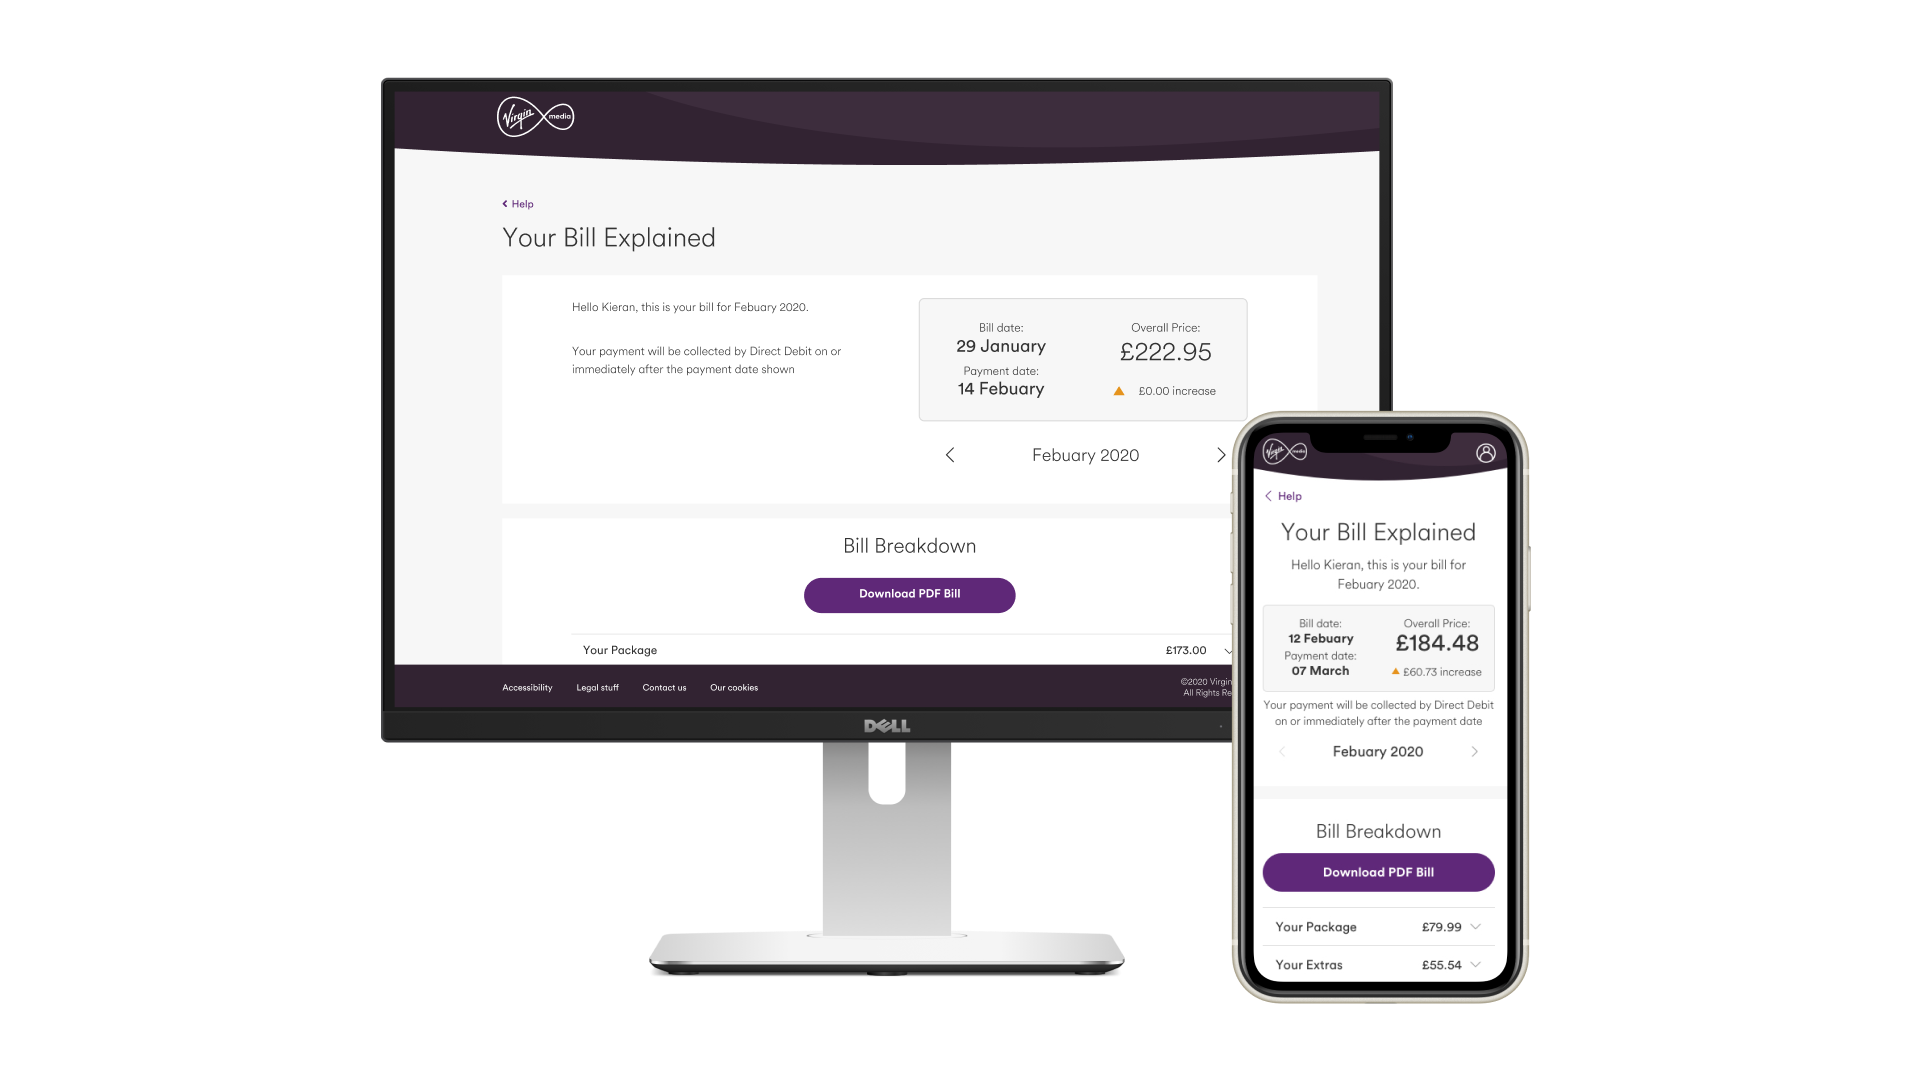 Virgin media
Help
Your Bill Explained
Hello Kieran, this is your bill for Febuary 2020.
Your payment will be collected by Direct Debit on or
immediately after the payment date shown
Bill date:
29 January
Payment date:
14 Febuary
Overall Price:
£222.95
£0.00 increase
Febuary 2020
Bill Breakdown
Download PDF Bill
Your Package £173.00
Accessibility Legal stuff Contact us Our cookies
©2020 Virgin
All Rights
DELL
Virgin media
Help
Your Bill Explained
Hello Kieran, this is your bill for
Febuary 2020.
Bill date:
12 Febuary
Payment date:
07 March
Overall Price:
£184.48
£60.73 increase
Your payment will be collected by Direct Debit
on or immediately after the payment date
Febuary 2020
Bill Breakdown
Download PDF Bill
Your Package £79.99
Your Extras £55.54